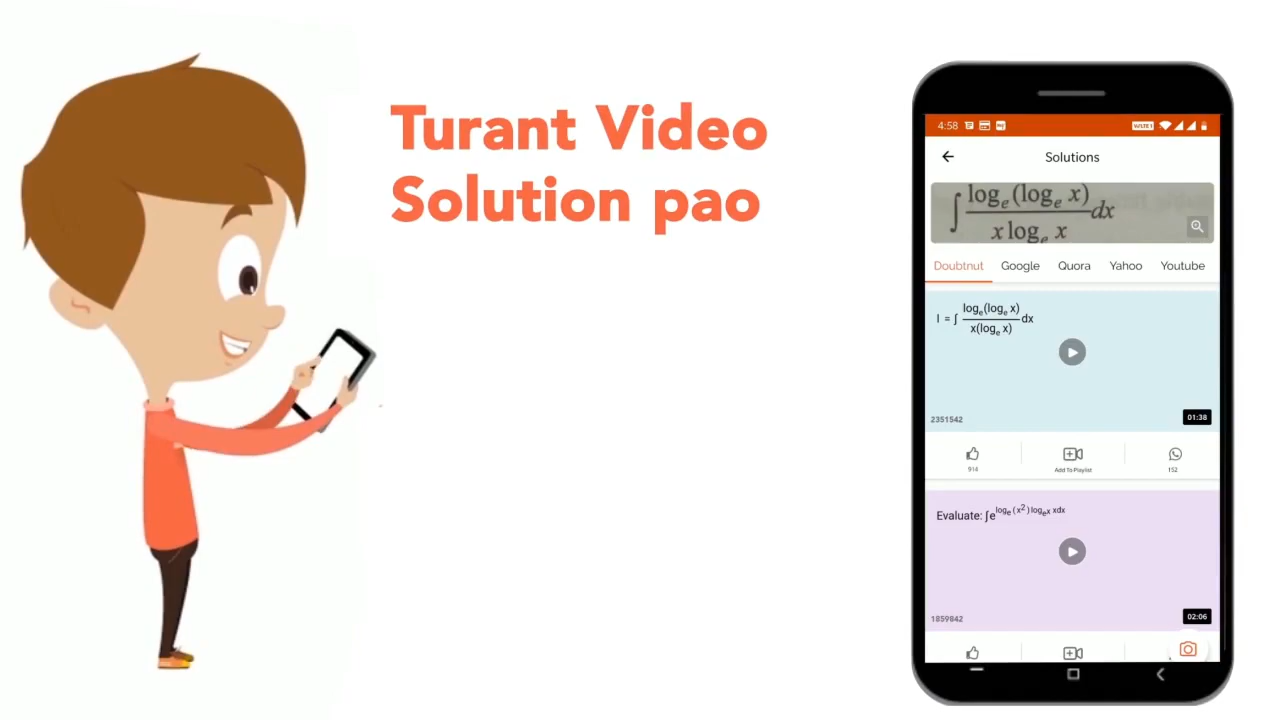 Turant Video
Solution pao
4:58
VoLTE1
Solutions
∫ logₑ(logₑ x) / x logₑ x dx
Doubtnut Google Quora Yahoo Youtube
I = ∫ logₑ(logₑ x) / x(logₑ x) dx
2351542 01:38
914 Add To Playlist 152
Evaluate: ∫e^logₑ(x²)logₑx xdx
1859842 02:06